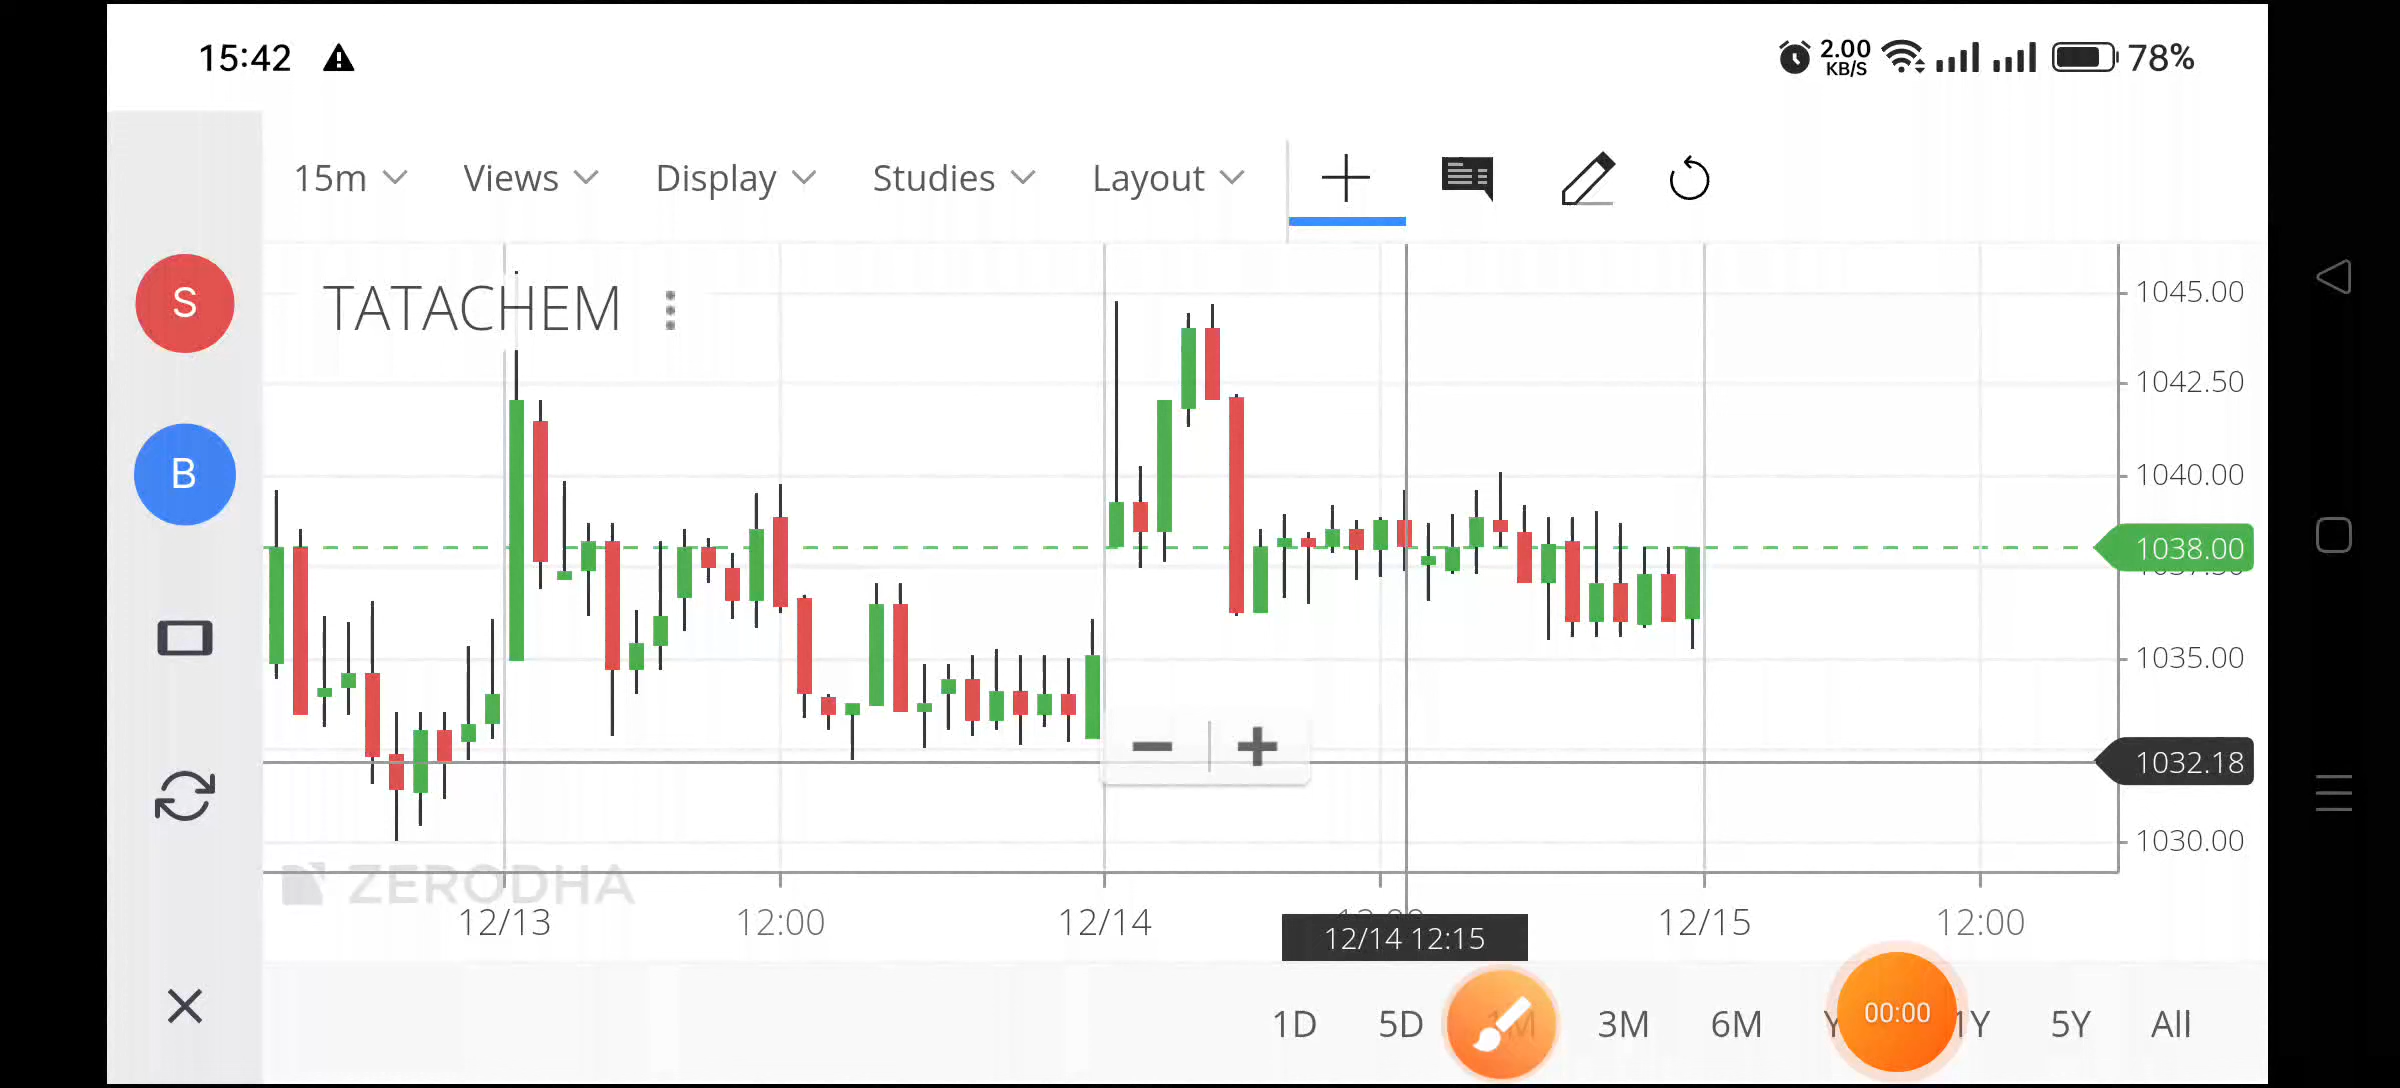 15:42
2.00
KB/S
78%
15m
Views
Display
Studies
Layout
S
TATACHEM
1045.00
1042.50
B
1040.00
1038.00
1035.00
1032.18
1030.00
ZERODHA
12/13
12:00
12/14
12/15
12:00
12/14 12:15
1D
5D
1M
3M
6M
00:00
1Y
5Y
All